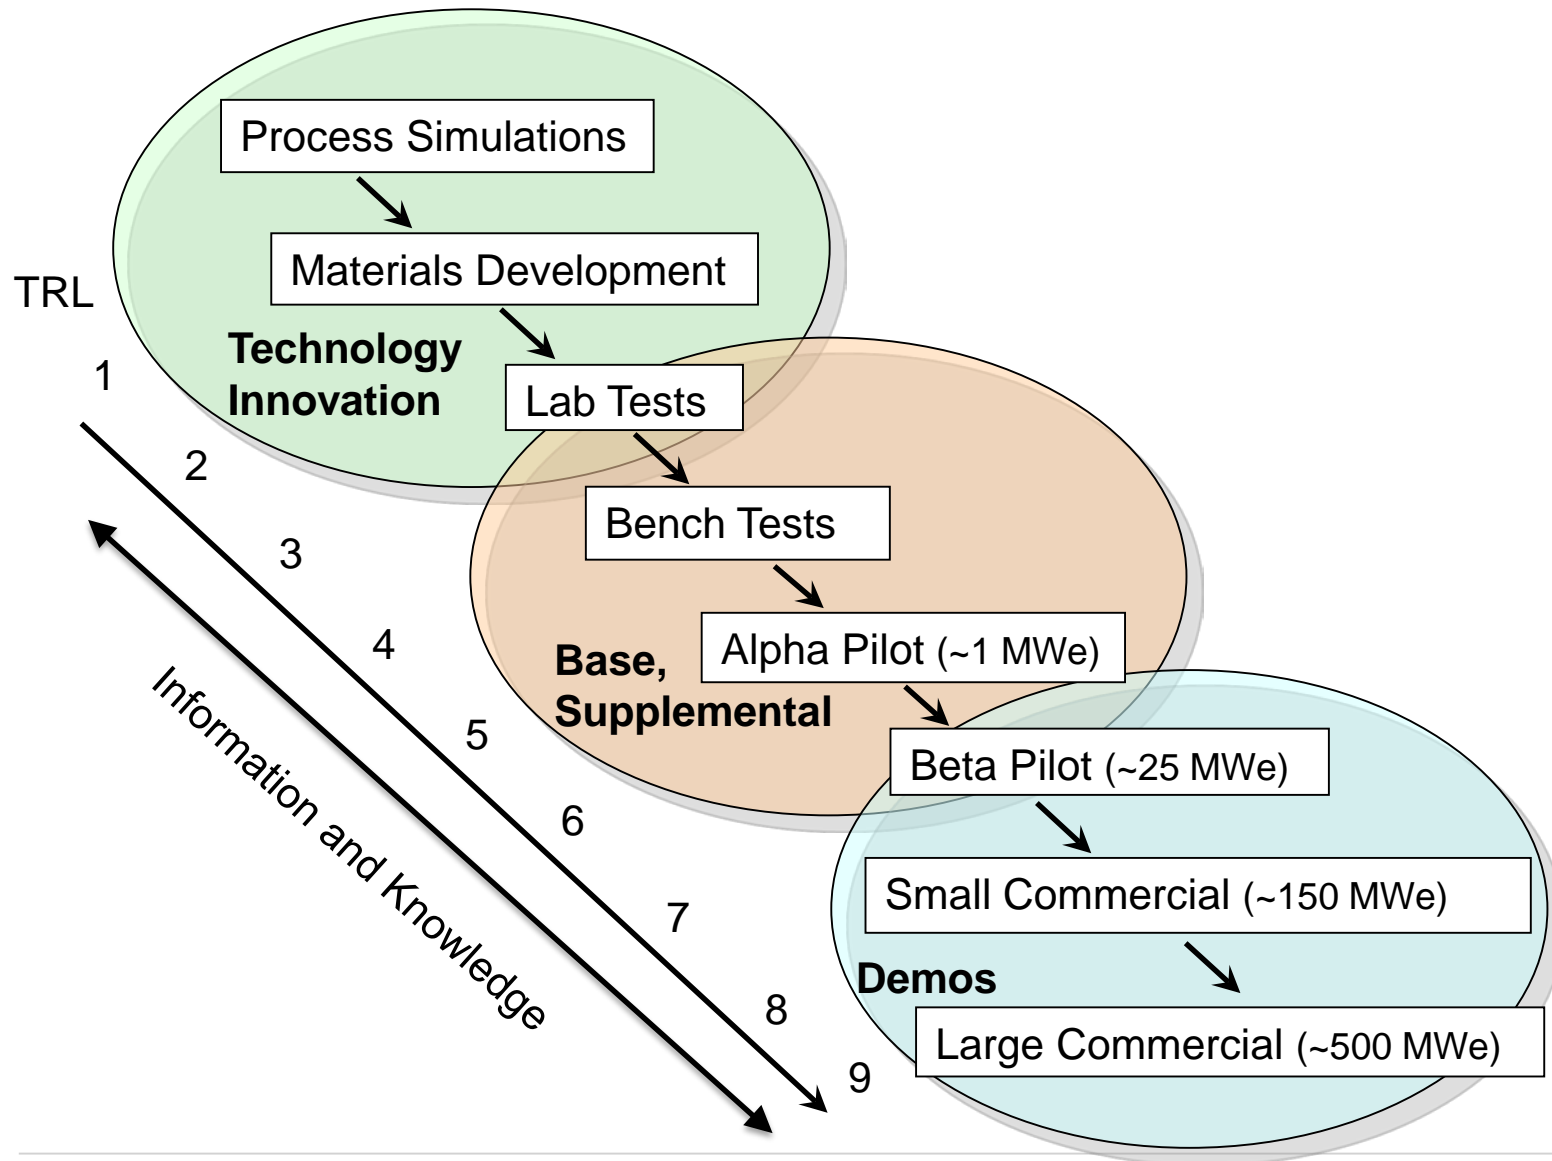 Process Simulations
Materials Development
TRL
Technology
Innovation
1
Lab Tests
2
Bench Tests
3
Alpha Pilot (~1 MWe)
4
Base,
Supplemental
5
Information and Knowledge
Beta Pilot (~25 MWe)
6
Small Commercial (~150 MWe)
7
Demos
8
Large Commercial (~500 MWe)
9